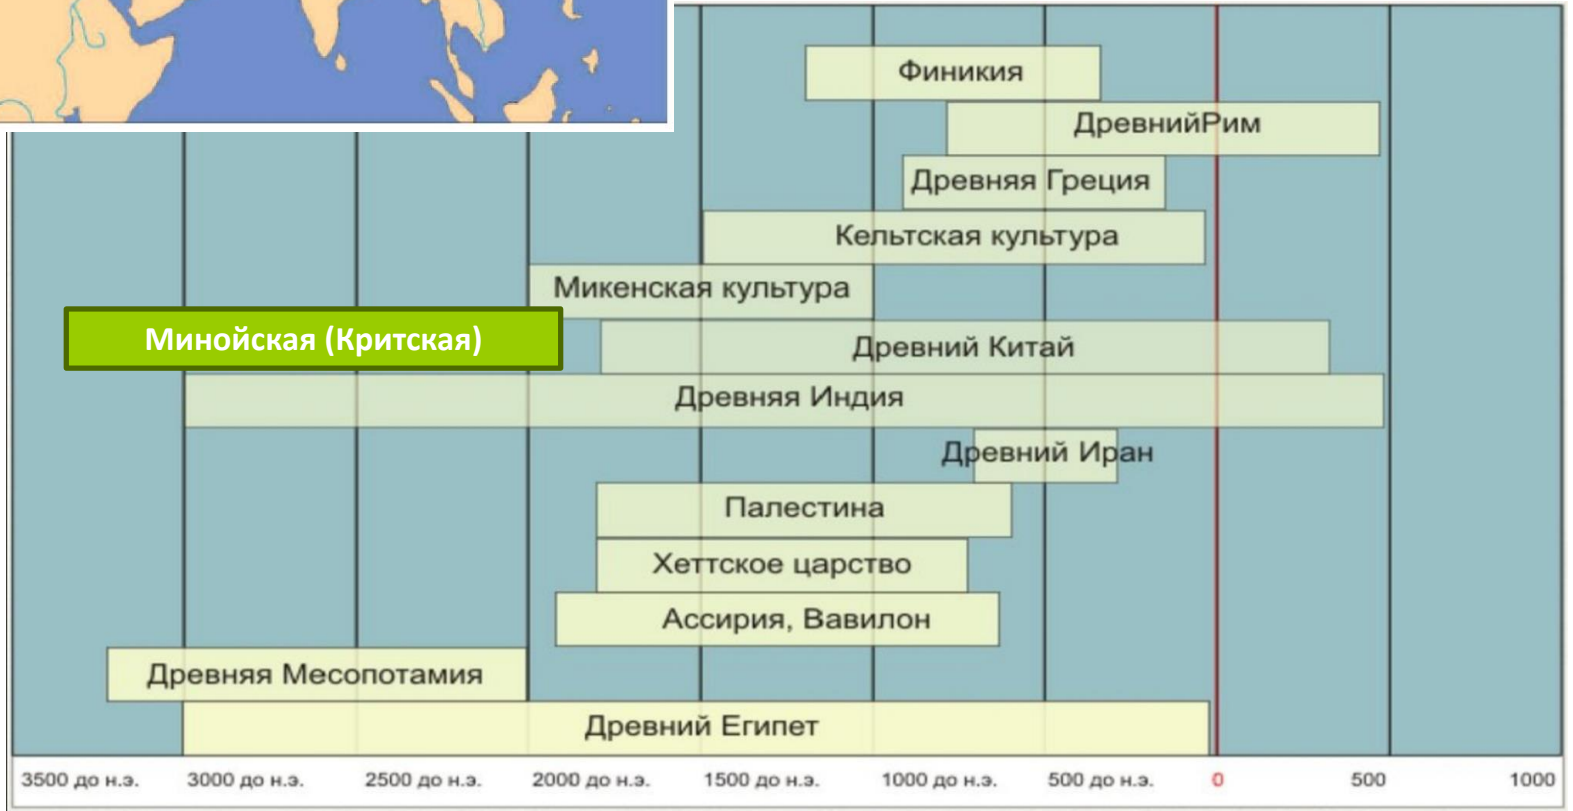 Финикия
ДревнийРим
Древняя Греция
Кельтская культура
Микенская культура
Минойская (Критская)
Древний Китай
Древняя Индия
Древний Иран
Палестина
Хеттское царство
Ассирия, Вавилон
Древняя Месопотамия
Древний Египет
3500 до н.э. 3000 до н.э. 2500 до н.э. 2000 до н.э. 1500 до н.э. 1000 до н.э. 500 до н.э. 0 500 1000